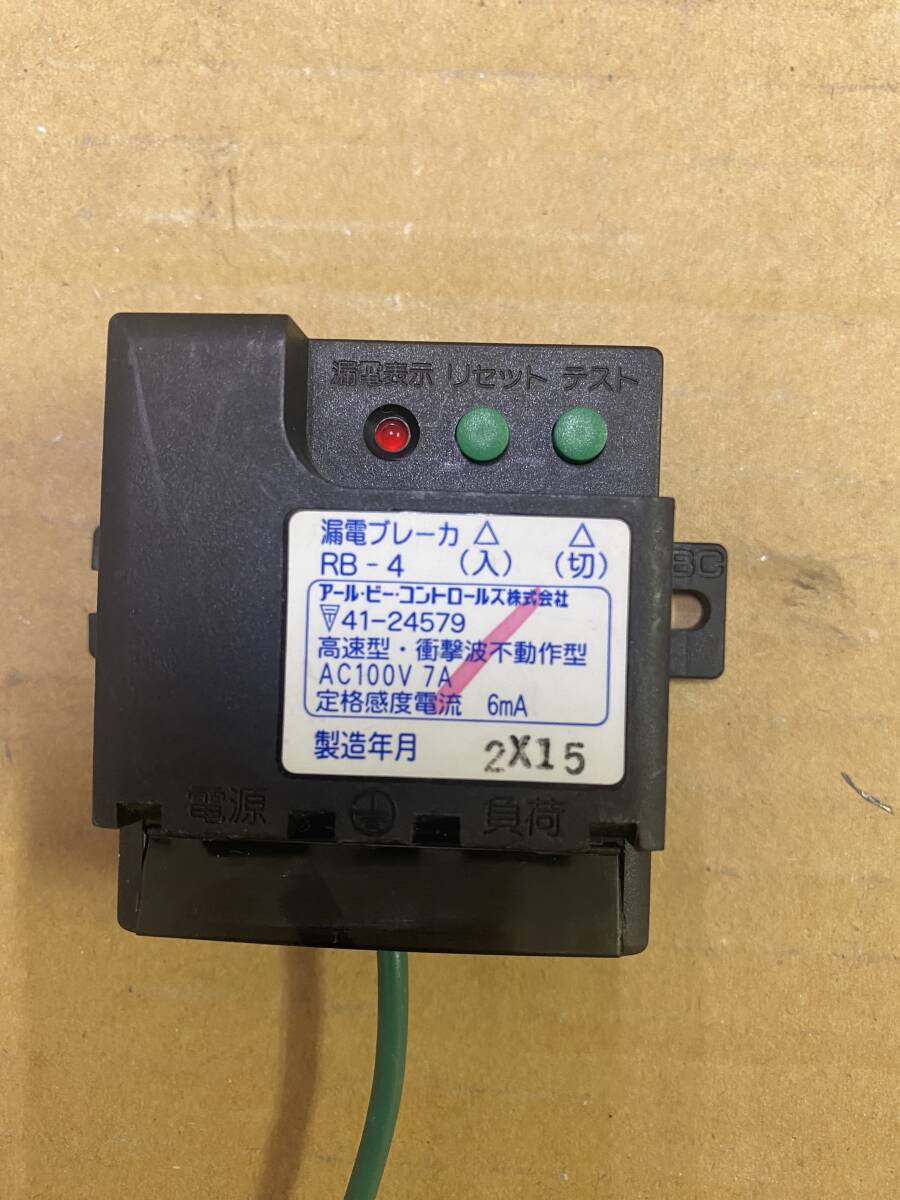 漏電表示 リセット テスト
漏電ブレーカ △ △
RB-4 (入) (切)
アール・ビー・コントロールズ株式会社
41-24579
高速型・衝撃波不動作型
AC100V 7A
定格感度電流 6mA
製造年月 2X15
電源 負荷